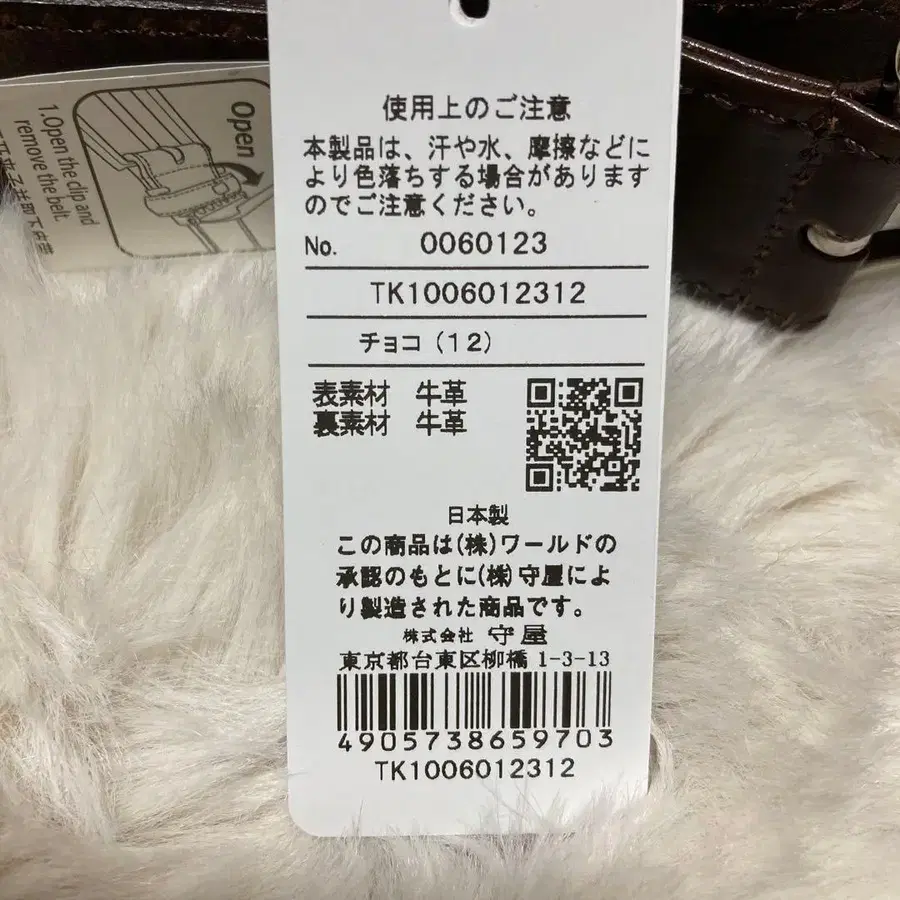 使用上のご注意
本製品は、汗や水、摩擦などに
より色落ちする場合があります
のでご注意ください。
No. 0060123
TK1006012312
チョコ(12)
表素材 牛革
裏素材 牛革
日本製
この商品は(株)ワールドの
承認のもとに(株)守屋によ
り製造された商品です。
株式会社 守屋
東京都台東区柳橋 1-3-13
4905738659703
TK1006012312
Open
1.Open the clip and
remove the belt.